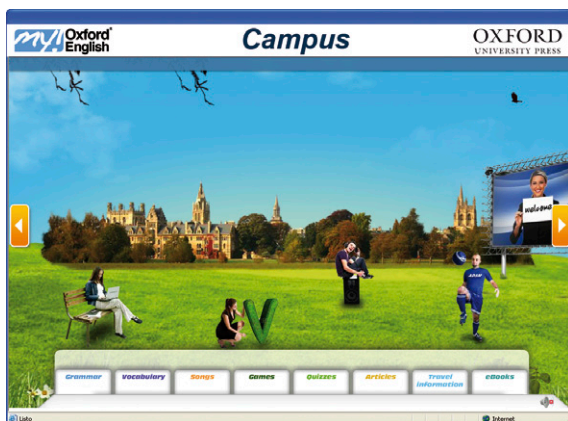 my! Oxford English
Campus
OXFORD
UNIVERSITY PRESS
welcome
V
Grammar
Vocabulary
Songs
Games
Quizzes
Articles
Travel
information
eBooks
Listo
Internet